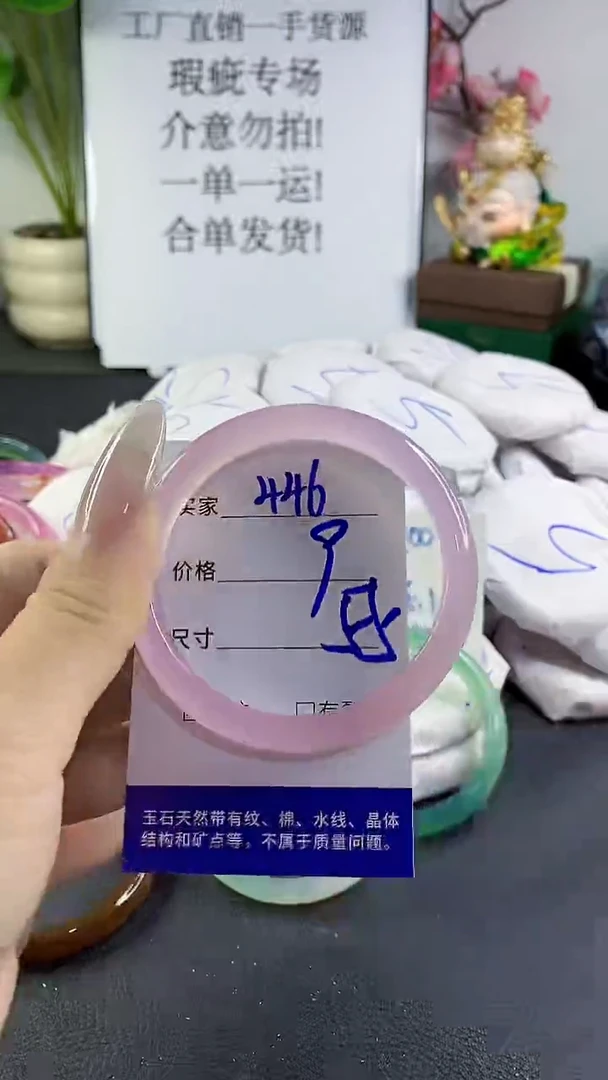 工厂直销一手货源
瑕疵专场
介意勿拍!
一单一运!
合单发货!
买家 446
价格 9
尺寸
玉石天然带有纹、棉、水线、晶体
结构和矿点等，不属于质量问题。